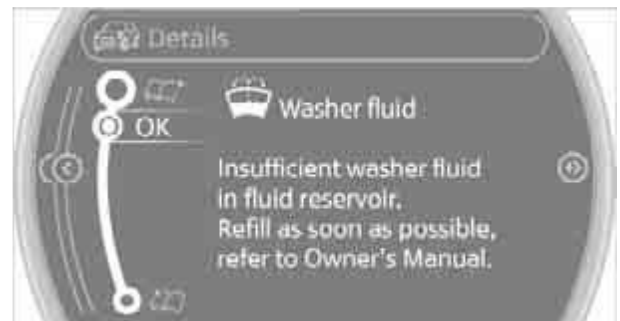 Details
OK
Washer fluid
Insufficient washer fluid
in fluid reservoir.
Refill as soon as possible,
refer to Owner's Manual.